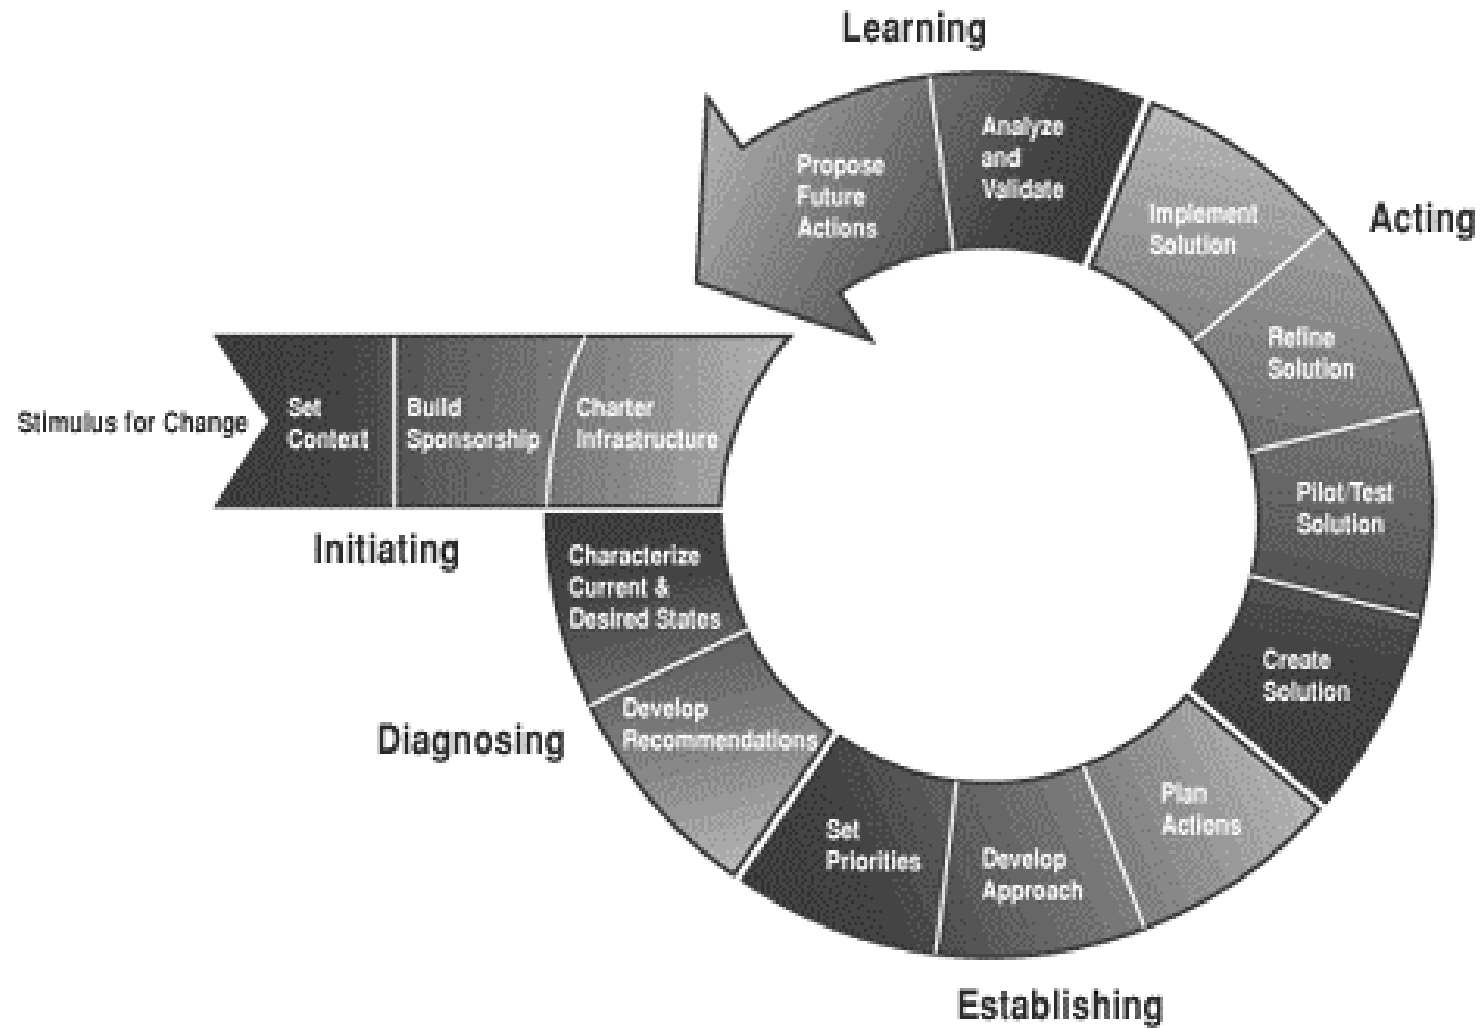 Learning
Analyze
and
Validate
Propose
Future
Actions
Implement
Solution
Acting
Refine
Solution
Stimulus for Change
Set
Context
Build
Sponsorship
Charter
Infrastructure
Pilot/Test
Solution
Initiating
Characterize
Current &
Desired States
Create
Solution
Develop
Recommendations
Diagnosing
Plan
Actions
Set
Priorities
Develop
Approach
Establishing